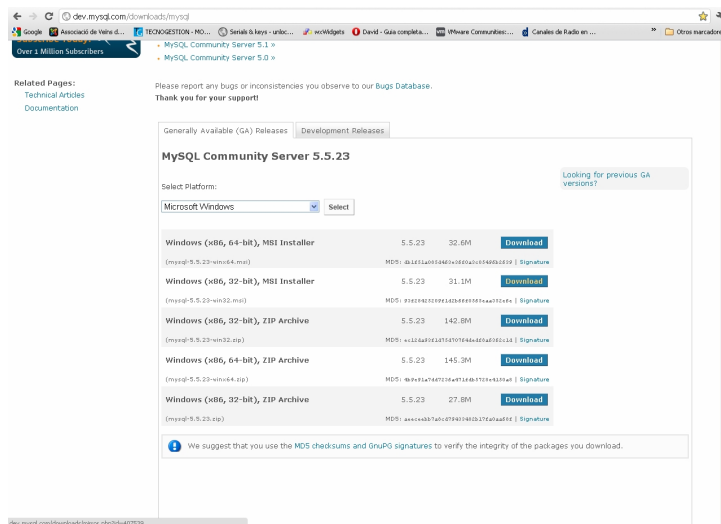 dev.mysql.com/downloads/mysql
Associació de Veïns d... TECNOGESTION - MO... Serials & keys - unloc... wxWidgets David - Guia completa... VMware Communities:... Canales de Radio en ... » Otros marcadore
Over 1 Million Subscribers
MySQL Community Server 5.1 »
MySQL Community Server 5.0 »
Related Pages:
Technical Articles
Documentation
Please report any bugs or inconsistencies you observe to our Bugs Database.
Thank you for your support!
Generally Available (GA) Releases Development Releases
MySQL Community Server 5.5.23
Looking for previous GA versions?
Select Platform:
Microsoft Windows Select
Windows (x86, 64-bit), MSI Installer 5.5.23 32.6M Download
(mysql-5.5.23-winx64.msi) MD5: | Signature
Windows (x86, 32-bit), MSI Installer 5.5.23 31.1M Download
(mysql-5.5.23-win32.msi) MD5: | Signature
Windows (x86, 32-bit), ZIP Archive 5.5.23 142.8M Download
(mysql-5.5.23-win32.zip) MD5: | Signature
Windows (x86, 64-bit), ZIP Archive 5.5.23 145.3M Download
(mysql-5.5.23-winx64.zip) MD5: | Signature
Windows (x86, 32-bit), ZIP Archive 5.5.23 27.8M Download
(mysql-5.5.23.zip) MD5: | Signature
We suggest that you use the MD5 checksums and GnuPG signatures to verify the integrity of the packages you download.